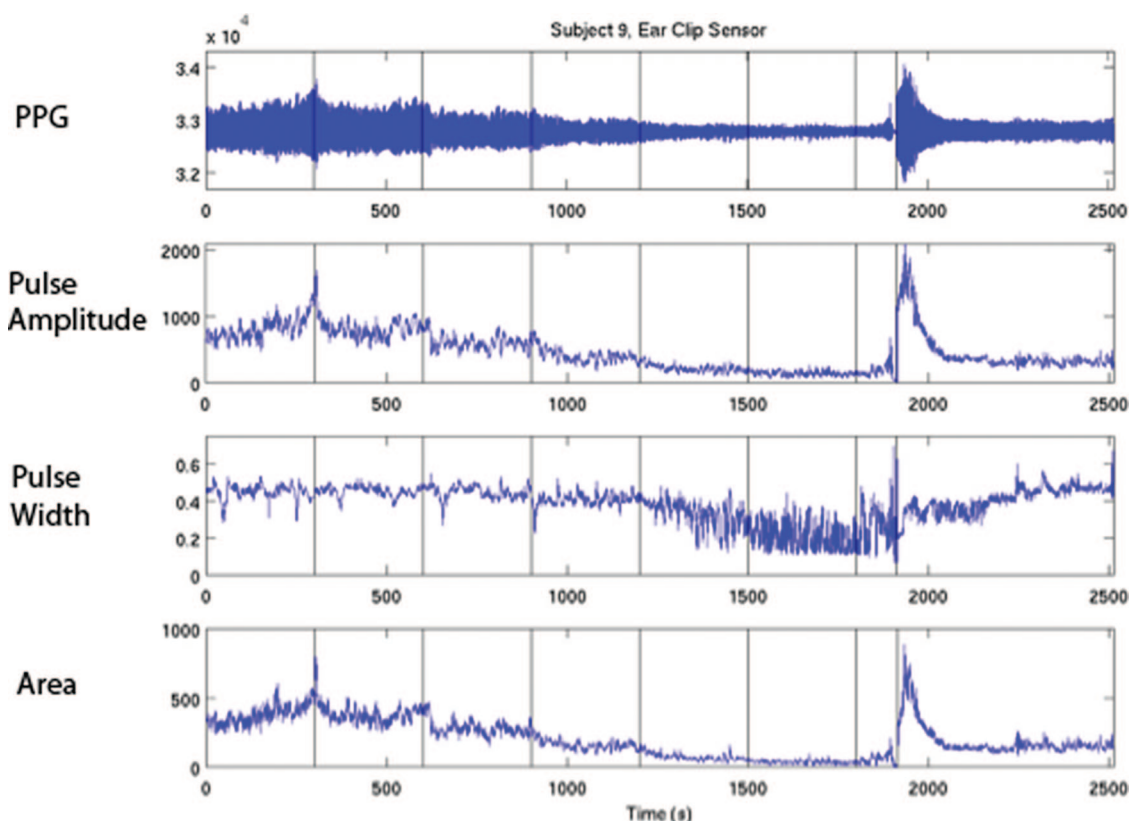 Subject 9, Ear Clip Sensor
x 10^4
PPG
3.4
3.3
3.2
0 500 1000 1500 2000 2500
Pulse
Amplitude
2000
1000
0
0 500 1000 1500 2000 2500
Pulse
Width
0.6
0.4
0.2
0
0 500 1000 1500 2000 2500
Area
1000
500
0
0 500 1000 1500 2000 2500
Time (s)